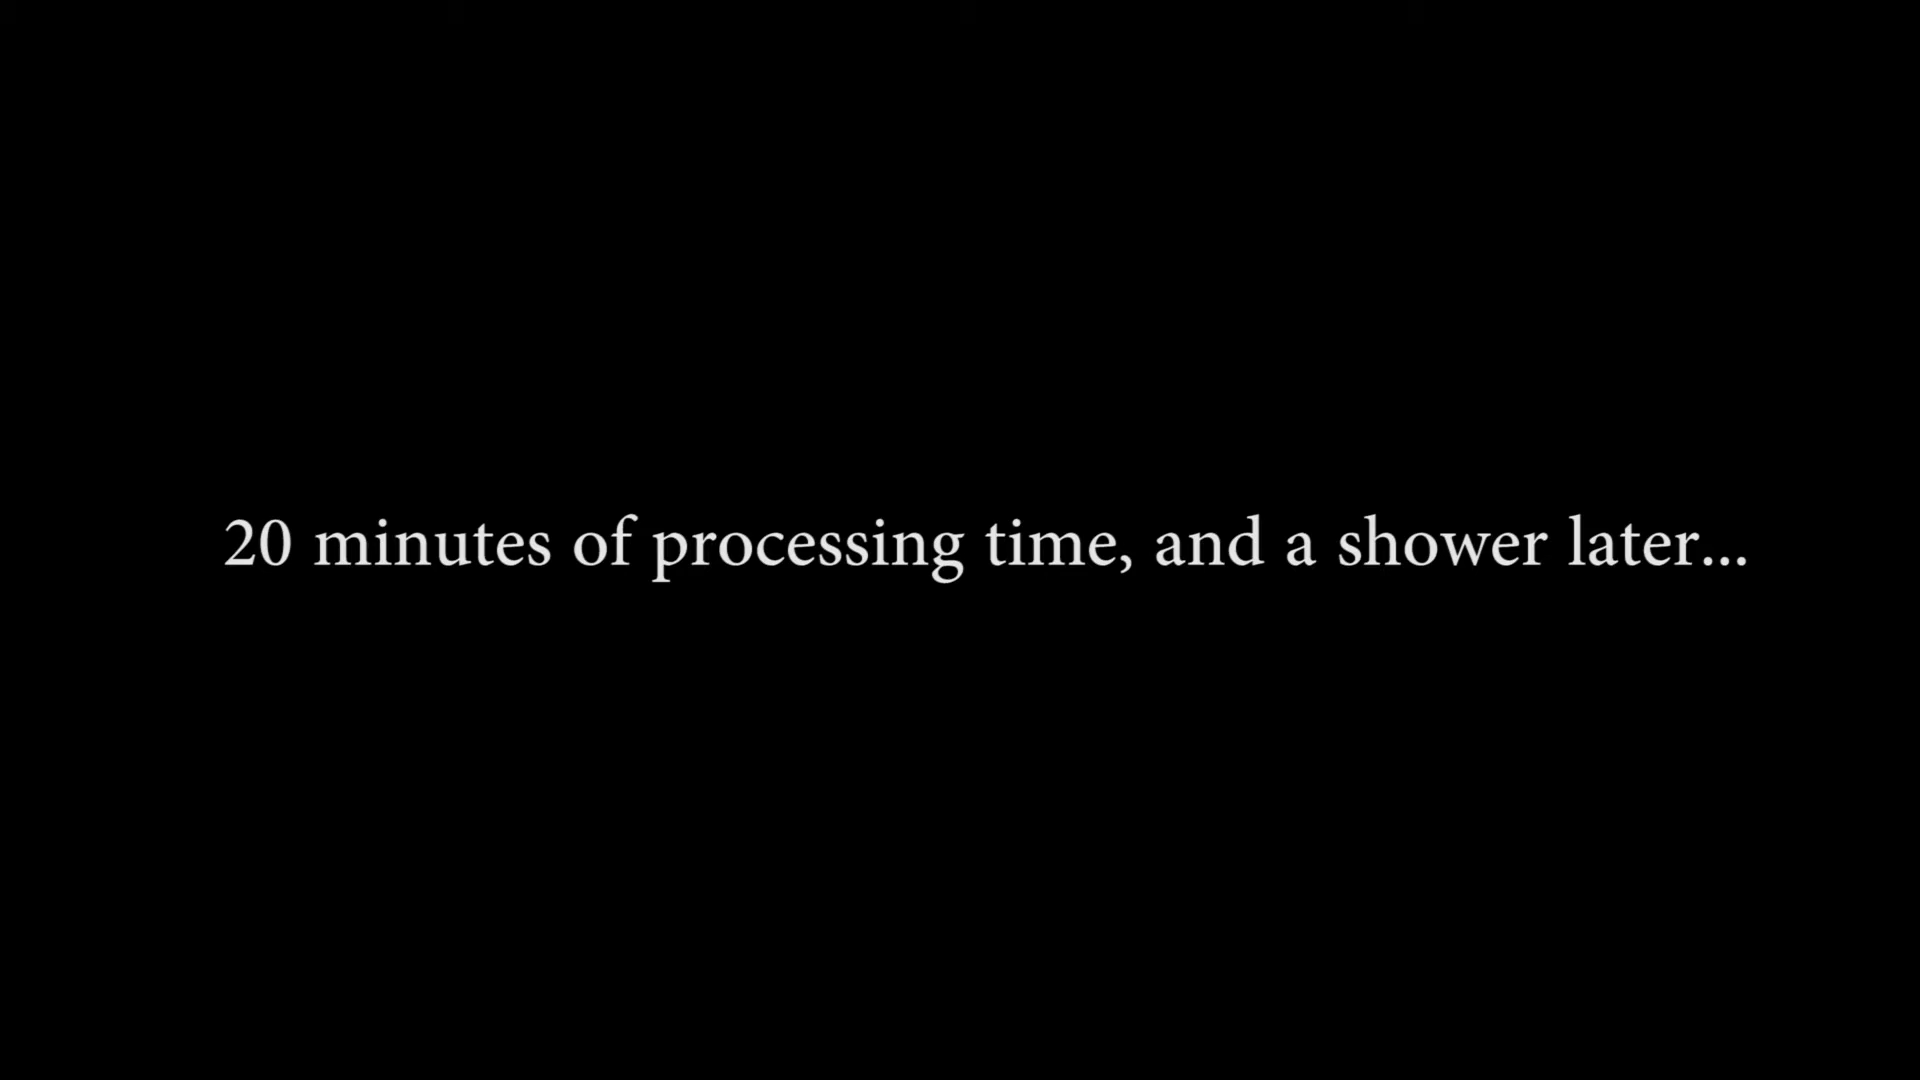 20 minutes of processing time, and a shower later...